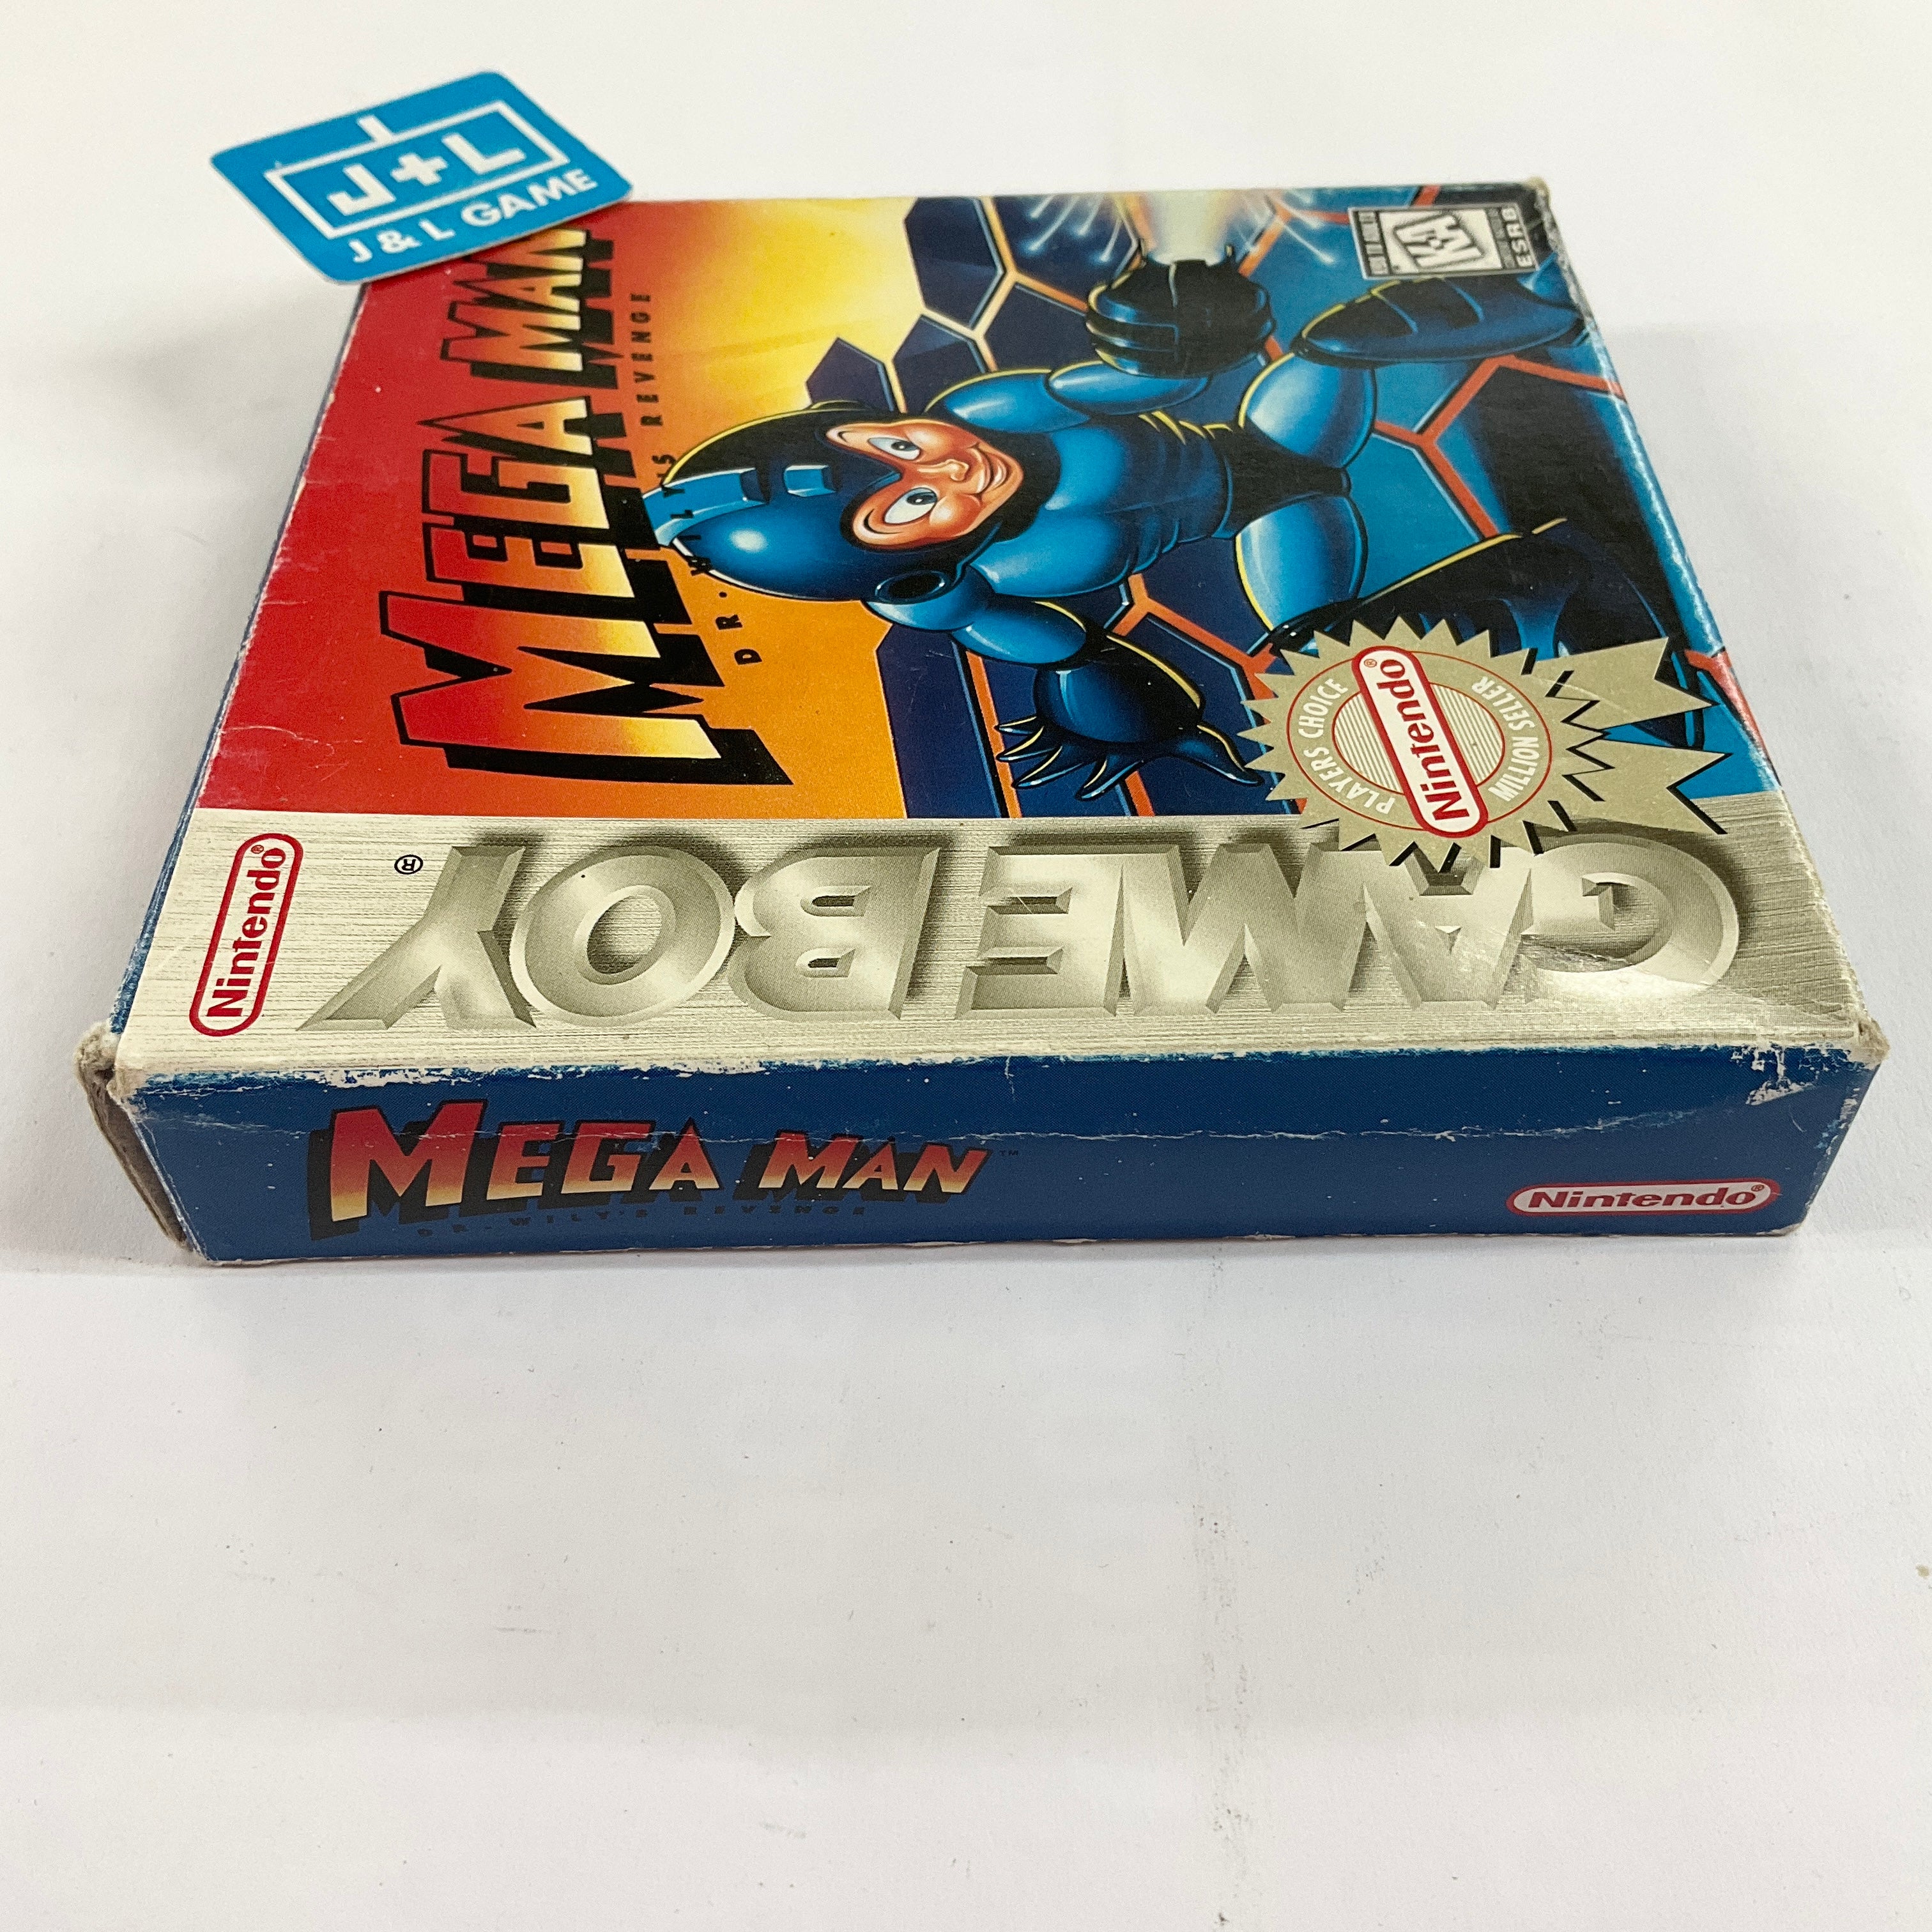 J+L
J & L GAME
MEGA MAN
DR. WILY'S REVENGE
K-A
ESRB
PLAYERS CHOICE
Nintendo®
MILLION SELLER
GAME BOY®
Nintendo®
MEGA MAN™
DR. WILY'S REVENGE
Nintendo®